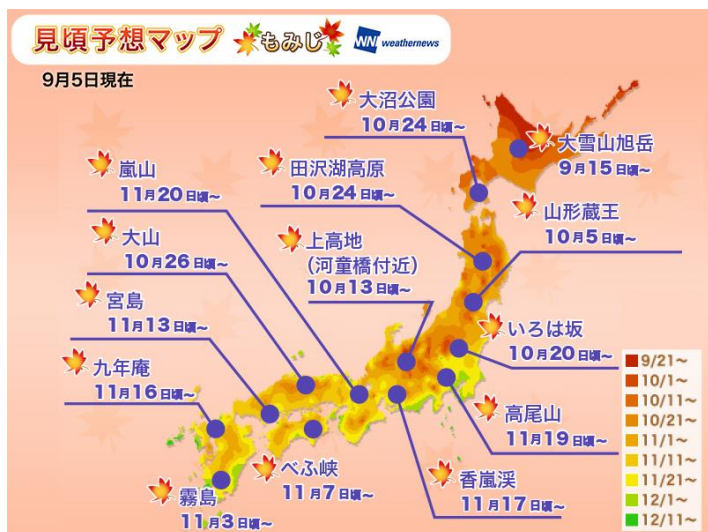 見頃予想マップ もみじ WNI weathernews
9月5日現在
大沼公園
10月24日頃~
大雪山旭岳
9月15日頃~
嵐山
11月20日頃~
田沢湖高原
10月24日頃~
山形蔵王
10月5日頃~
大山
10月26日頃~
上高地
(河童橋付近)
10月13日頃~
宮島
11月13日頃~
いろは坂
10月20日頃~
九年庵
11月16日頃~
高尾山
11月19日頃~
べふ峡
11月7日頃~
香嵐渓
11月17日頃~
霧島
11月3日頃~
9/21~
10/1~
10/11~
10/21~
11/1~
11/11~
11/21~
12/1~
12/11~